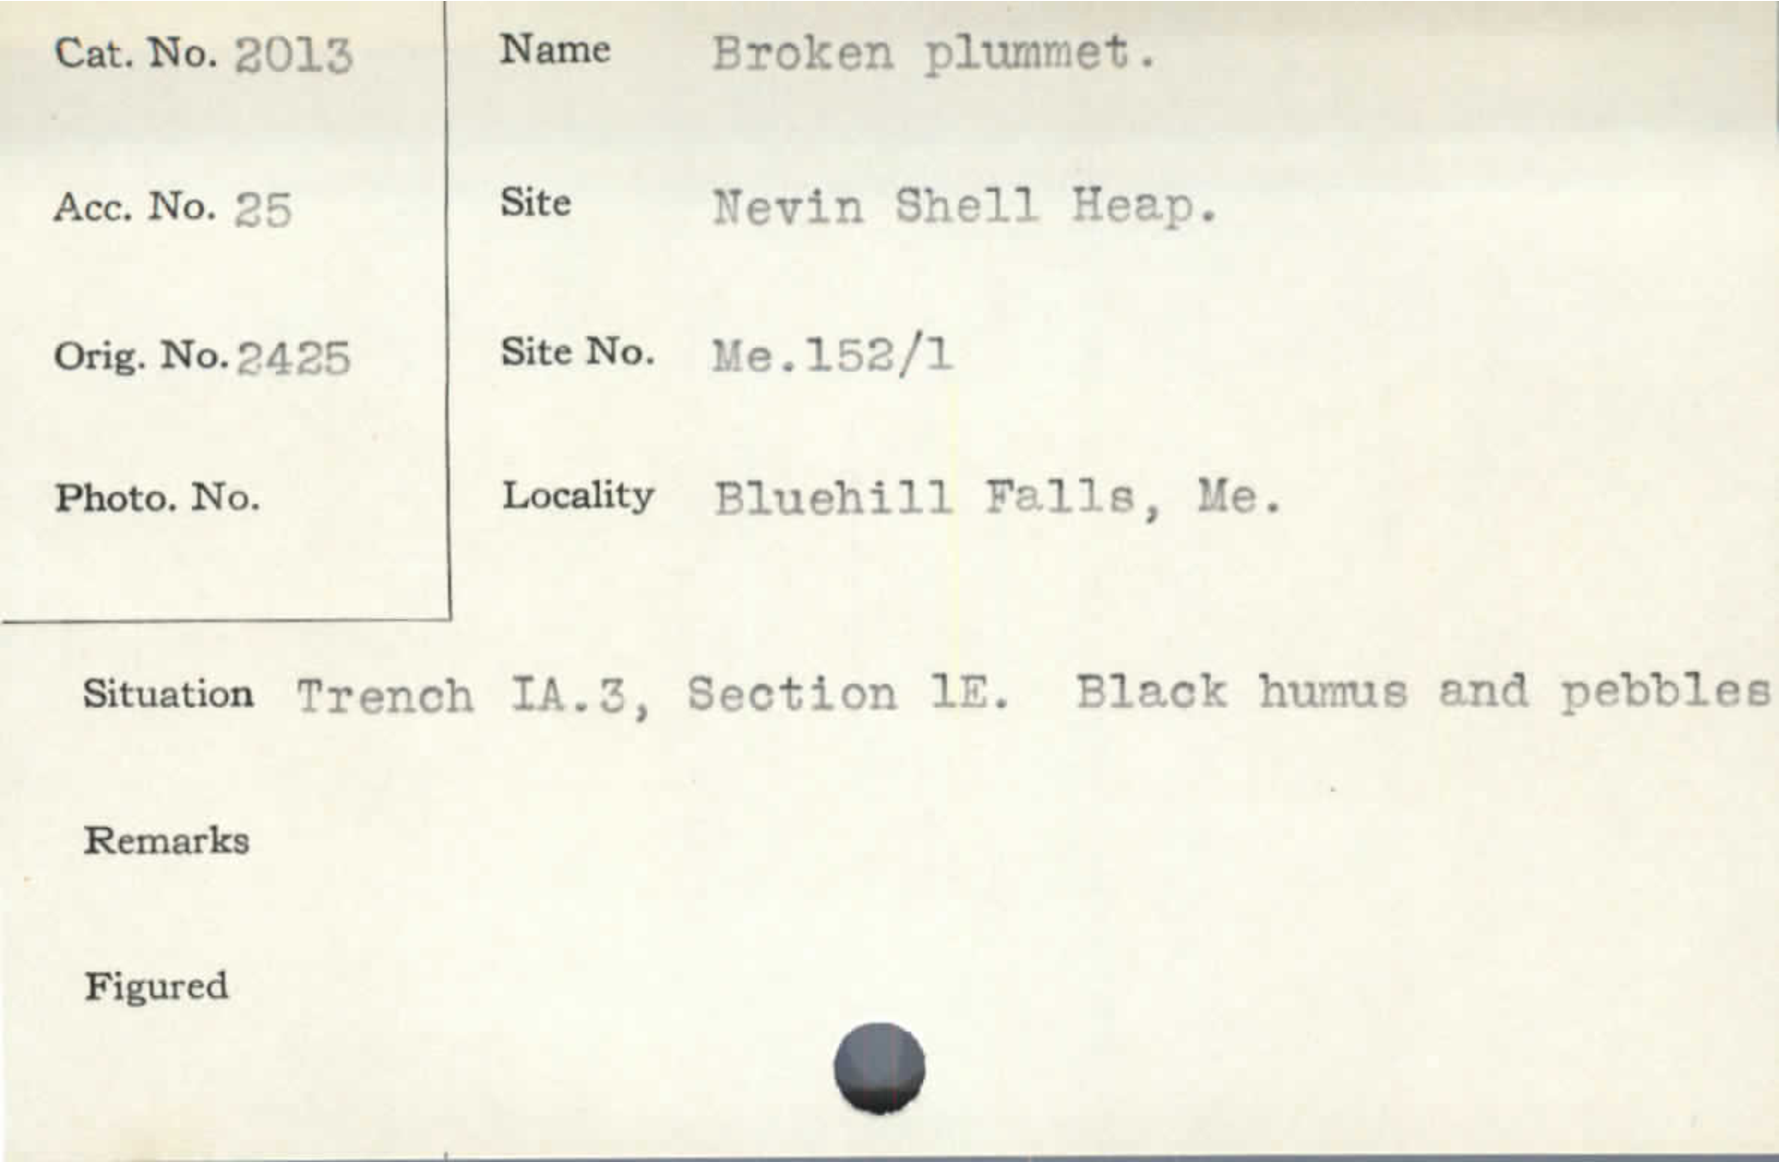 Cat. No. 2013 Name Broken plummet.
Acc. No. 25 Site Nevin Shell Heap.
Orig. No. 2425 Site No. Me.152/1
Photo. No. Locality Bluehill Falls, Me.
Situation Trench IA.3, Section 1E. Black humus and pebbles
Remarks
Figured